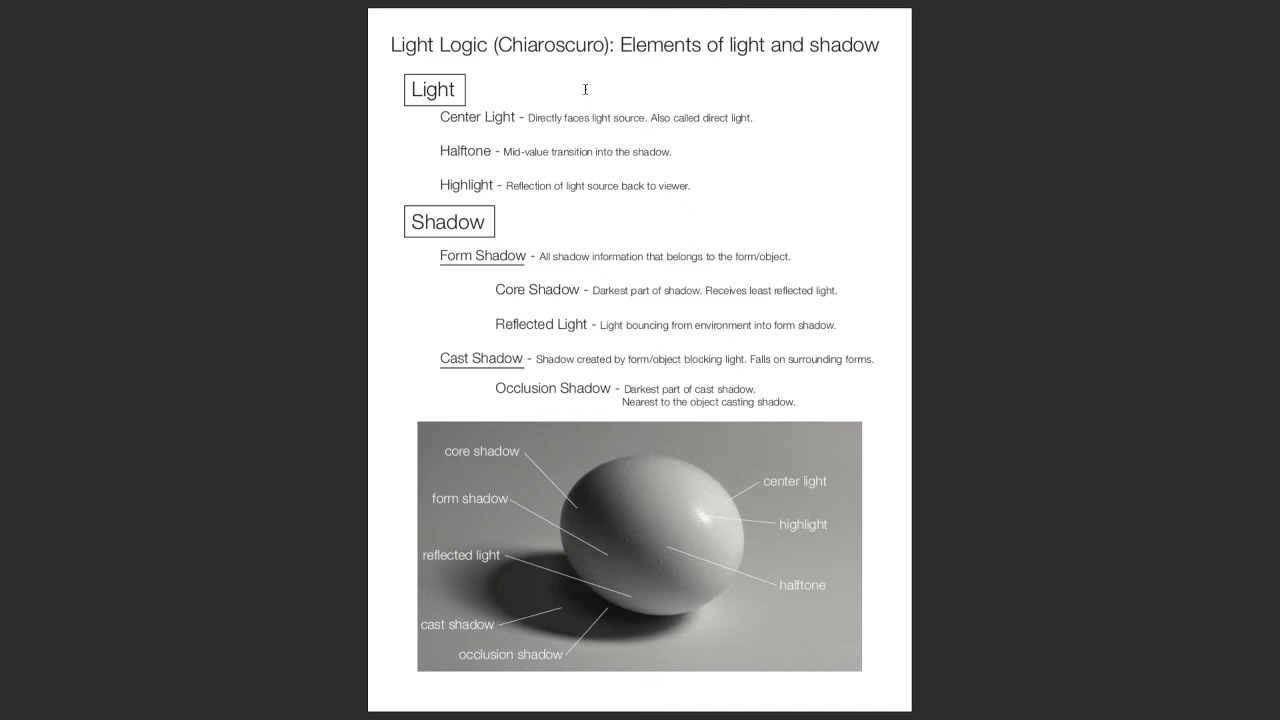 Light Logic (Chiaroscuro): Elements of light and shadow
Light
Center Light - Directly faces light source. Also called direct light.
Halftone - Mid-value transition into the shadow.
Highlight - Reflection of light source back to viewer.
Shadow
Form Shadow - All shadow information that belongs to the form/object.
Core Shadow - Darkest part of shadow. Receives least reflected light.
Reflected Light - Light bouncing from environment into form shadow.
Cast Shadow - Shadow created by form/object blocking light. Falls on surrounding forms.
Occlusion Shadow - Darkest part of cast shadow.
Nearest to the object casting shadow.
core shadow
center light
form shadow
highlight
reflected light
halftone
cast shadow
occlusion shadow